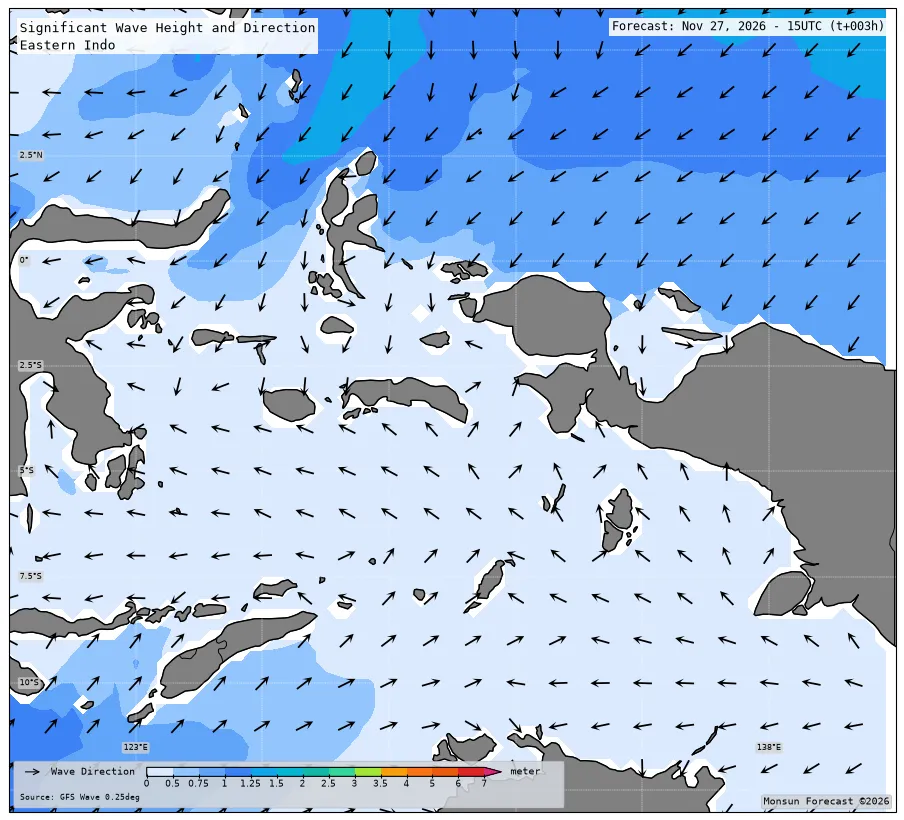 Significant Wave Height and Direction
Eastern Indo
Forecast: Nov 27, 2026 - 15UTC (t+003h)
2.5°N
0°
2.5°S
5°S
7.5°S
10°S
123°E
138°E
Wave Direction
0 0.5 0.75 1 1.25 1.5 2 2.5 3 3.5 4 5 6 7
meter
Source: GFS Wave 0.25deg
Monsun Forecast ©2026